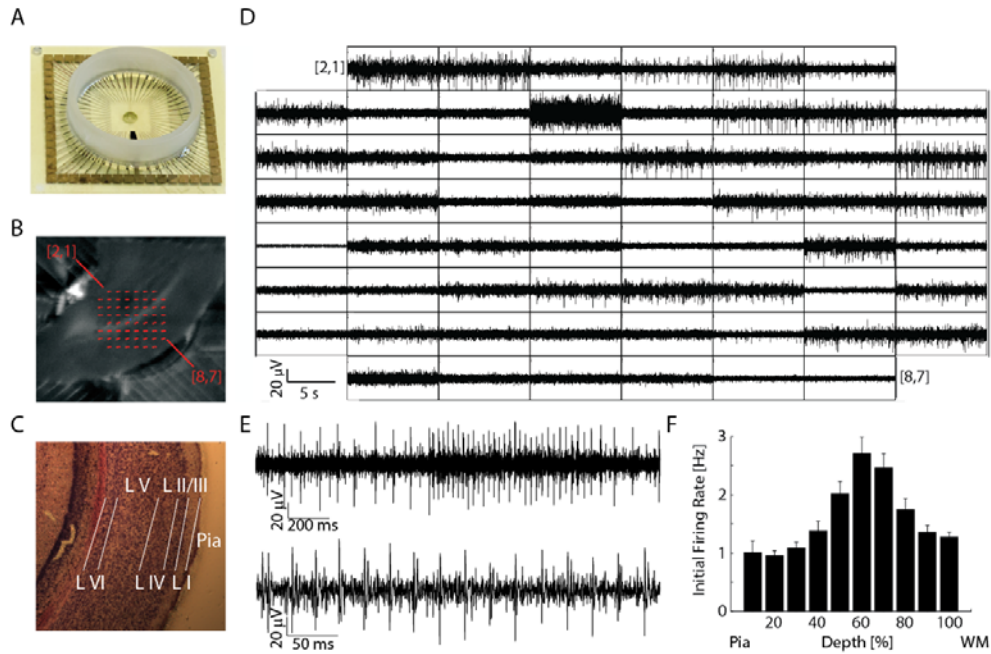 A
D
[2,1]
B
[2,1]
[8,7]
20 µV
5 s
[8,7]
C
L V L II/III
Pia
L VI L IV L I
E
20 µV
200 ms
20 µV
50 ms
F
Initial Firing Rate [Hz]
3
2
1
0
20 40 60 80 100
Pia Depth [%] WM